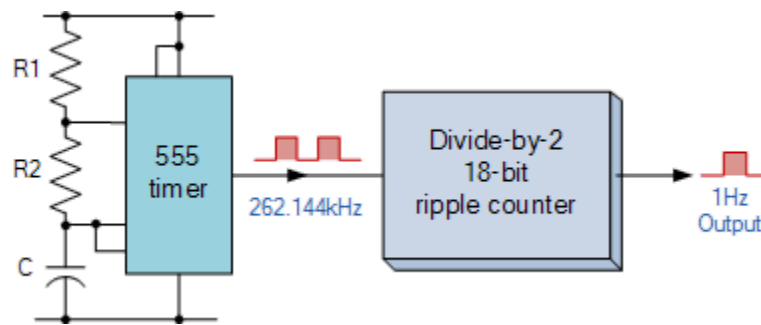 R1
R2
C
555
timer
262.144kHz
Divide-by-2
18-bit
ripple counter
1Hz
Output